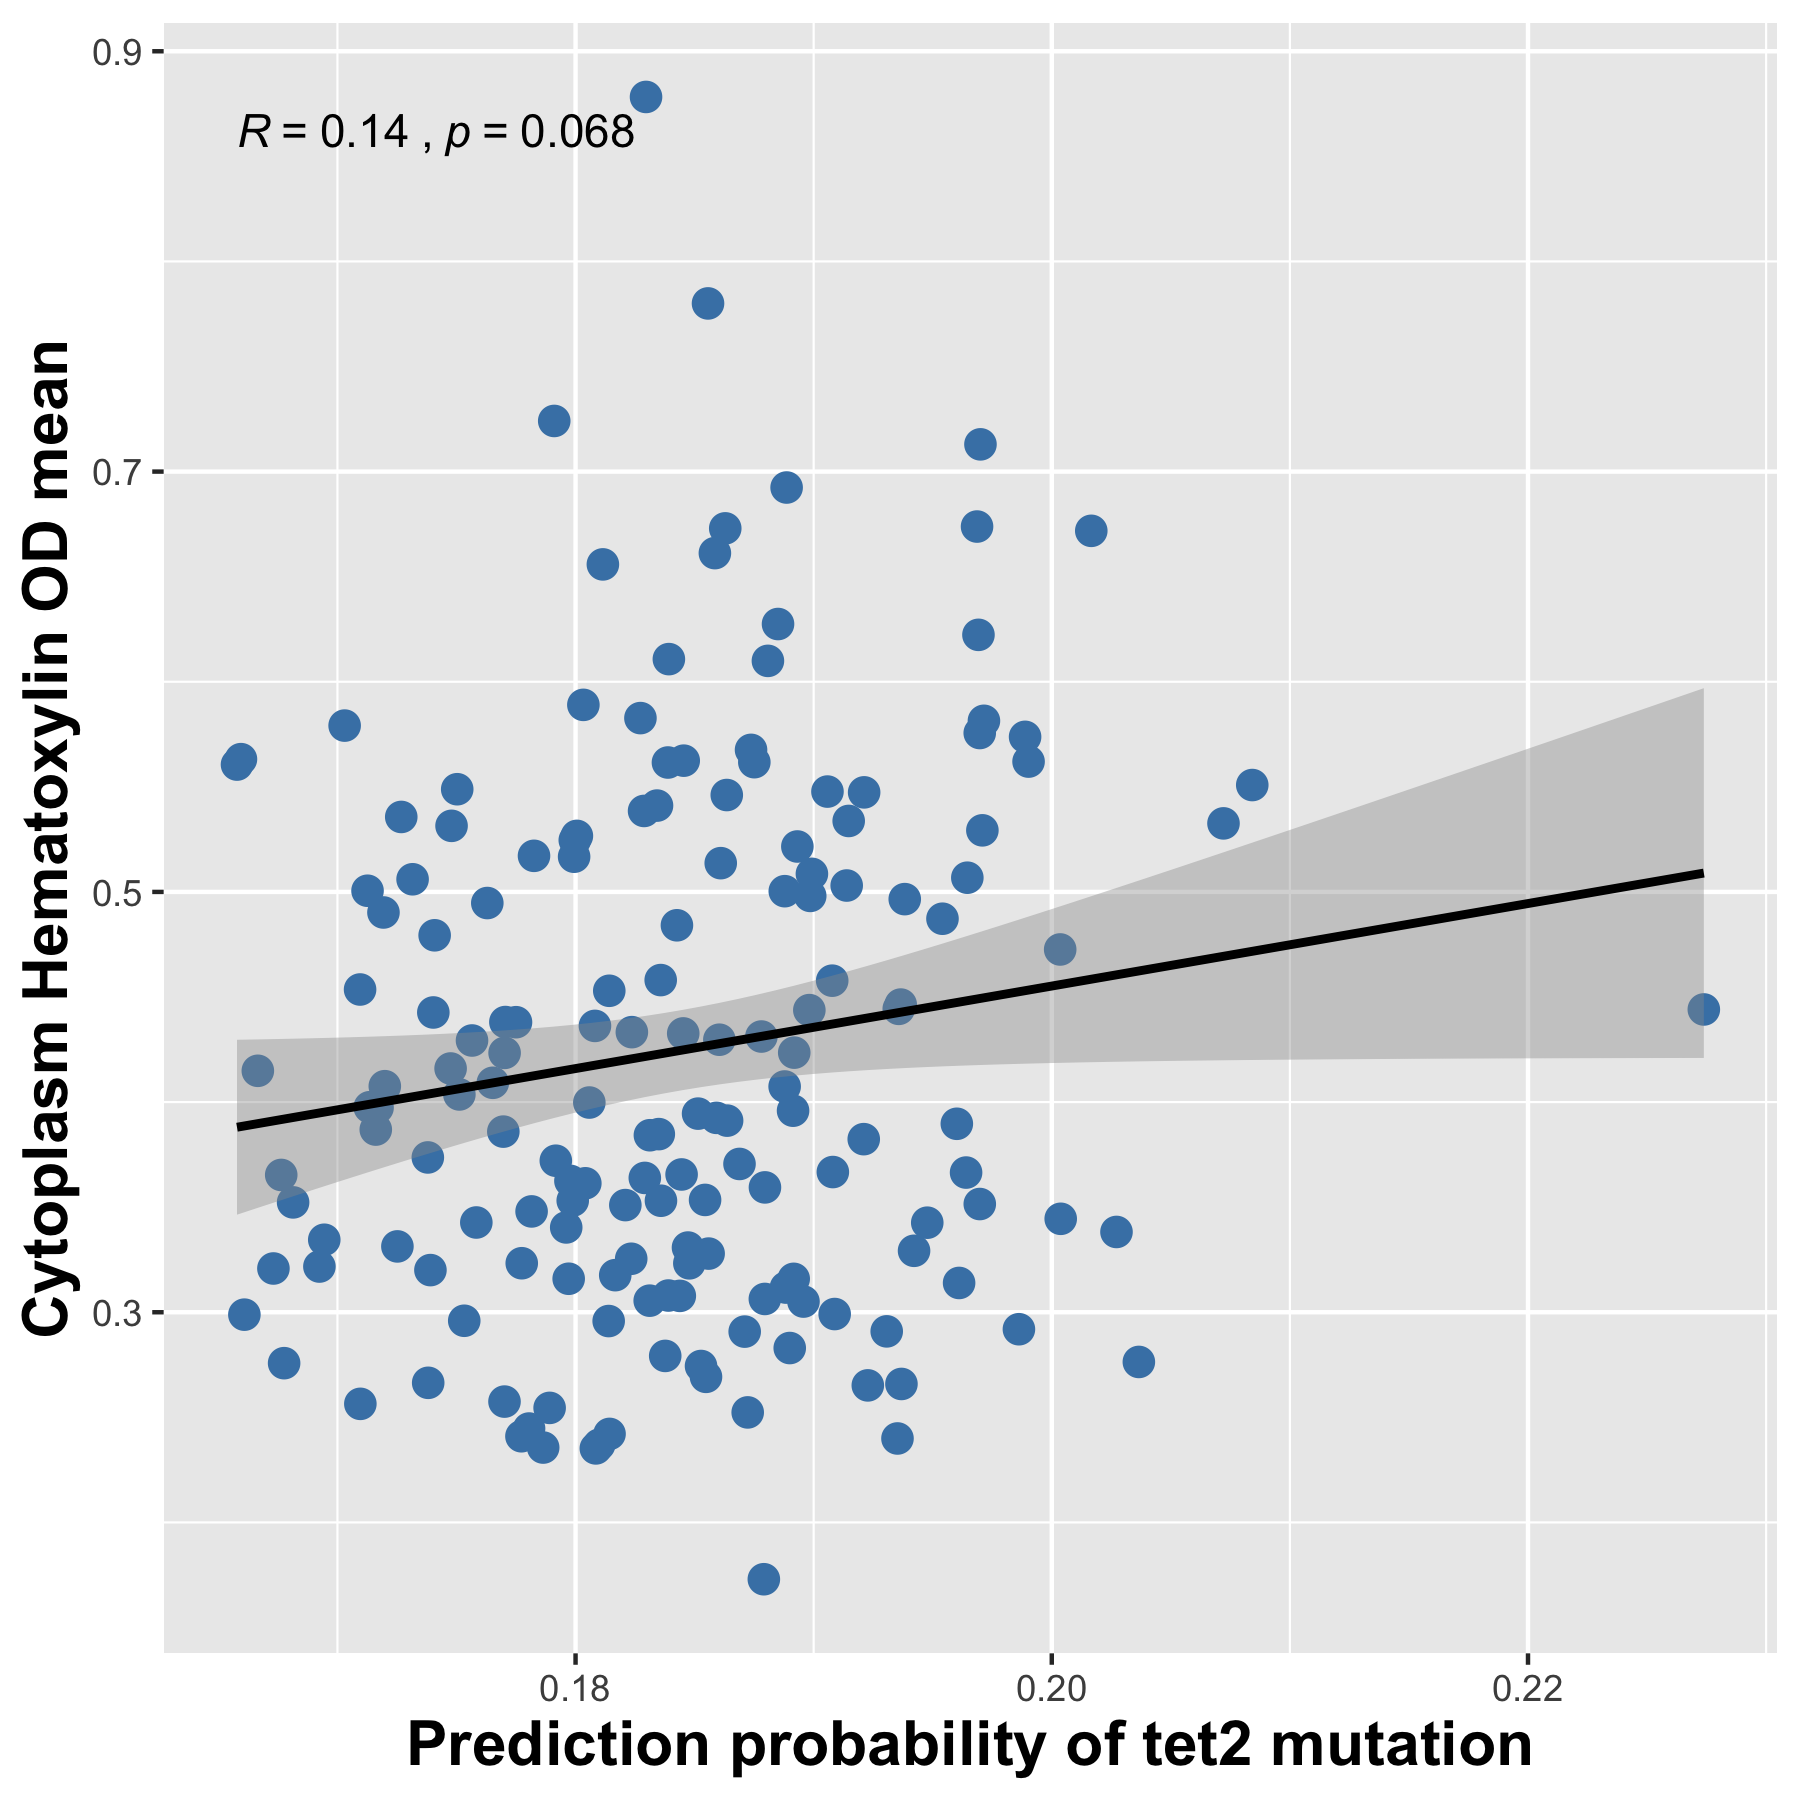 R = 0.14 , p = 0.068
Cytoplasm Hematoxylin OD mean
0.9
0.7
0.5
0.3
0.18 0.20 0.22
Prediction probability of tet2 mutation